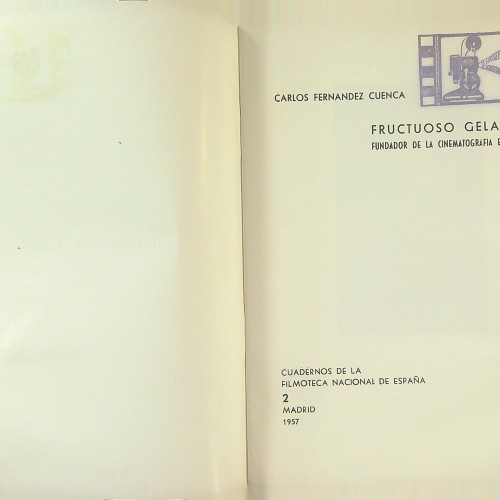 CARLOS FERNANDEZ CUENCA
FRUCTUOSO GELA
FUNDADOR DE LA CINEMATOGRAFIA E
CUADERNOS DE LA
FILMOTECA NACIONAL DE ESPAÑA
2
MADRID
1957